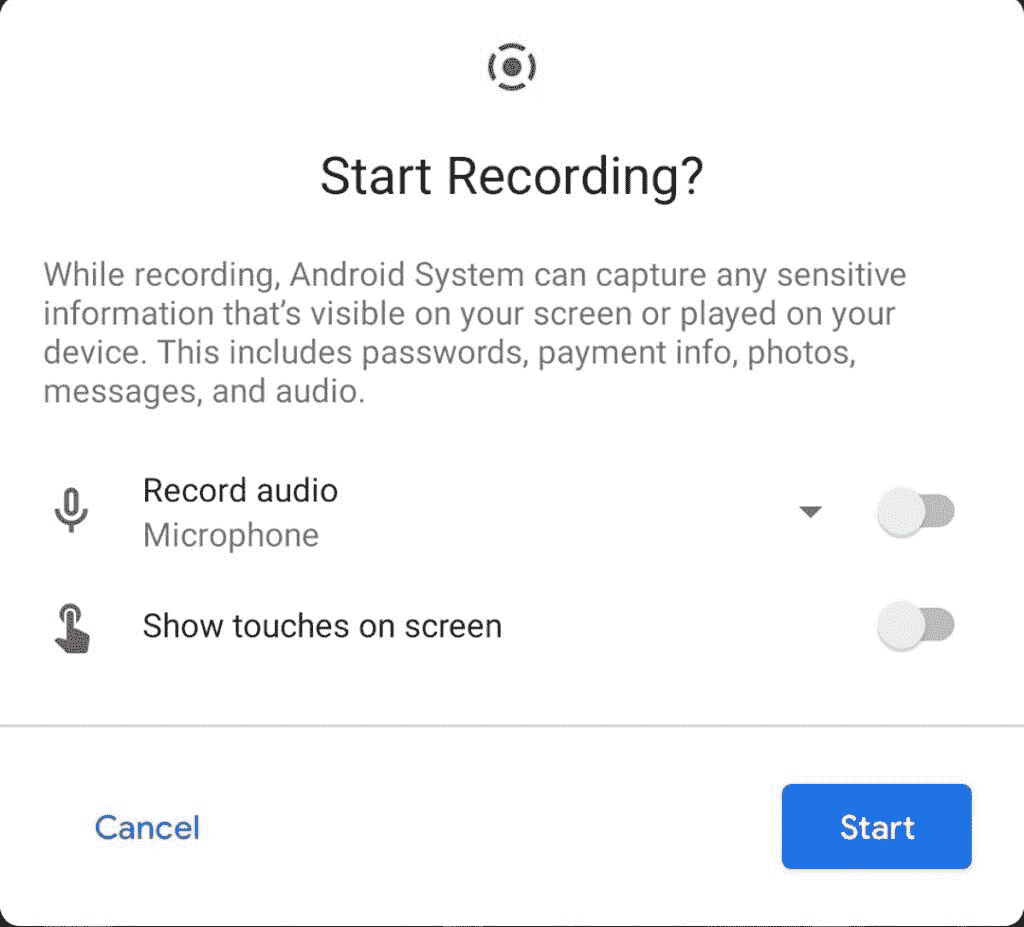 Start Recording?
While recording, Android System can capture any sensitive
information that’s visible on your screen or played on your
device. This includes passwords, payment info, photos,
messages, and audio.
Record audio
Microphone
Show touches on screen
Cancel
Start